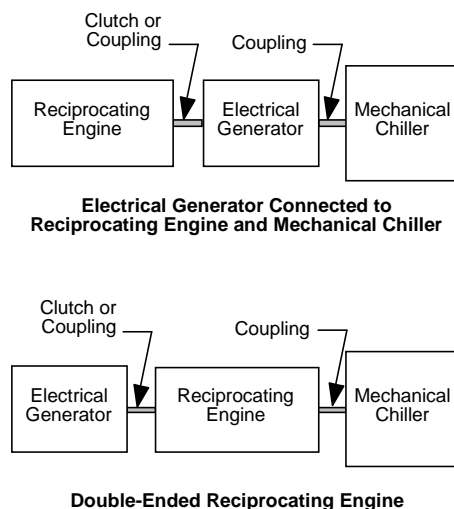 Clutch or
Coupling
Coupling
Reciprocating
Engine
Electrical
Generator
Mechanical
Chiller
Electrical Generator Connected to
Reciprocating Engine and Mechanical Chiller
Clutch or
Coupling
Coupling
Electrical
Generator
Reciprocating
Engine
Mechanical
Chiller
Double-Ended Reciprocating Engine